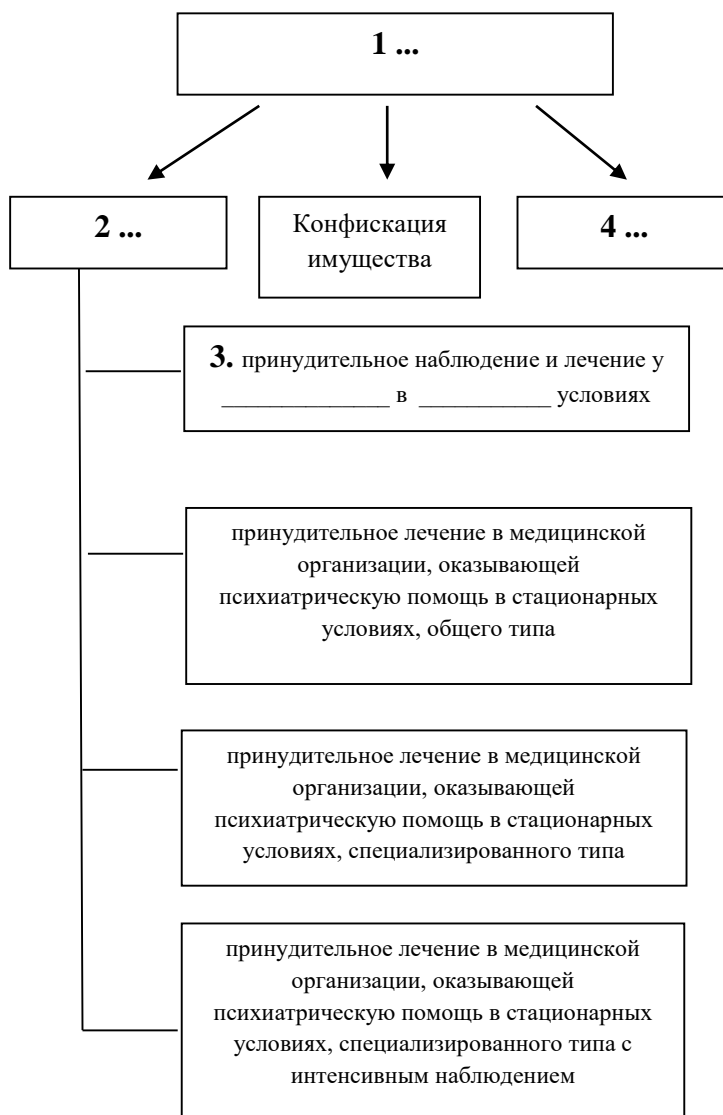 1 ...
2 ...
Конфискация
имущества
4 ...
3. принудительное наблюдение и лечение у
______________ в ___________ условиях
принудительное лечение в медицинской
организации, оказывающей
психиатрическую помощь в стационарных
условиях, общего типа
принудительное лечение в медицинской
организации, оказывающей
психиатрическую помощь в стационарных
условиях, специализированного типа
принудительное лечение в медицинской
организации, оказывающей
психиатрическую помощь в стационарных
условиях, специализированного типа с
интенсивным наблюдением